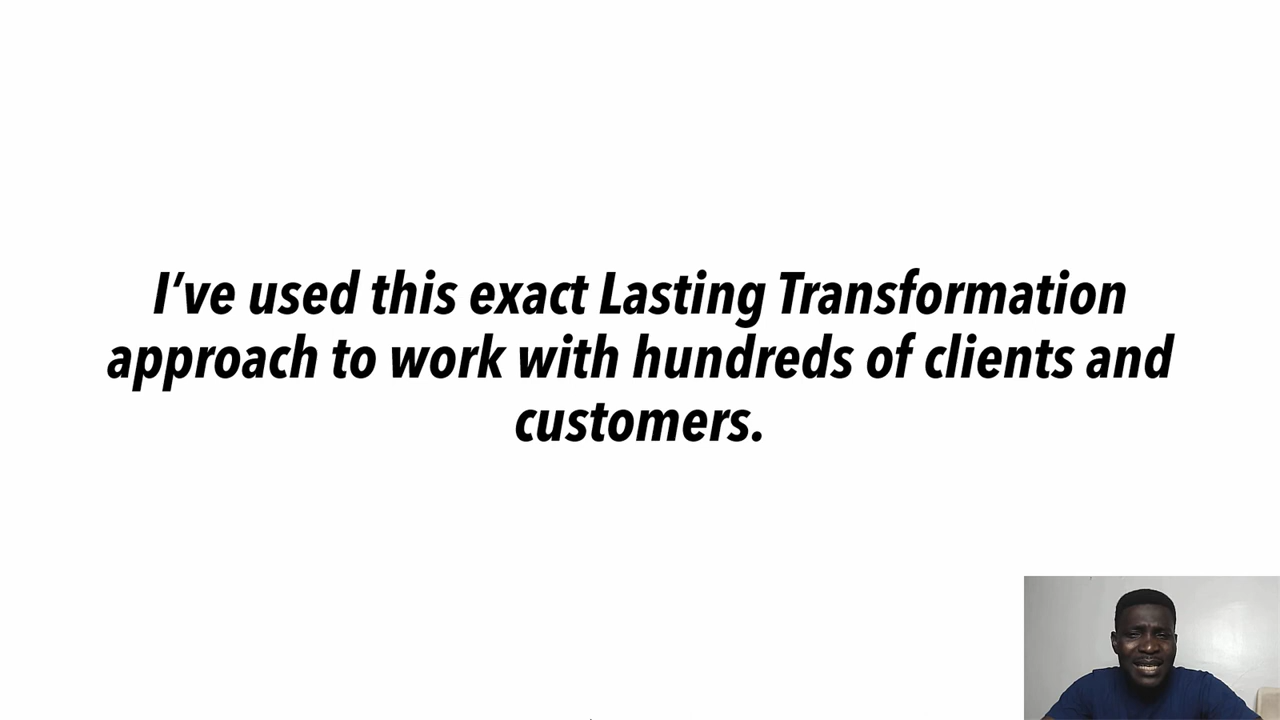 I’ve used this exact Lasting Transformation
approach to work with hundreds of clients and
customers.